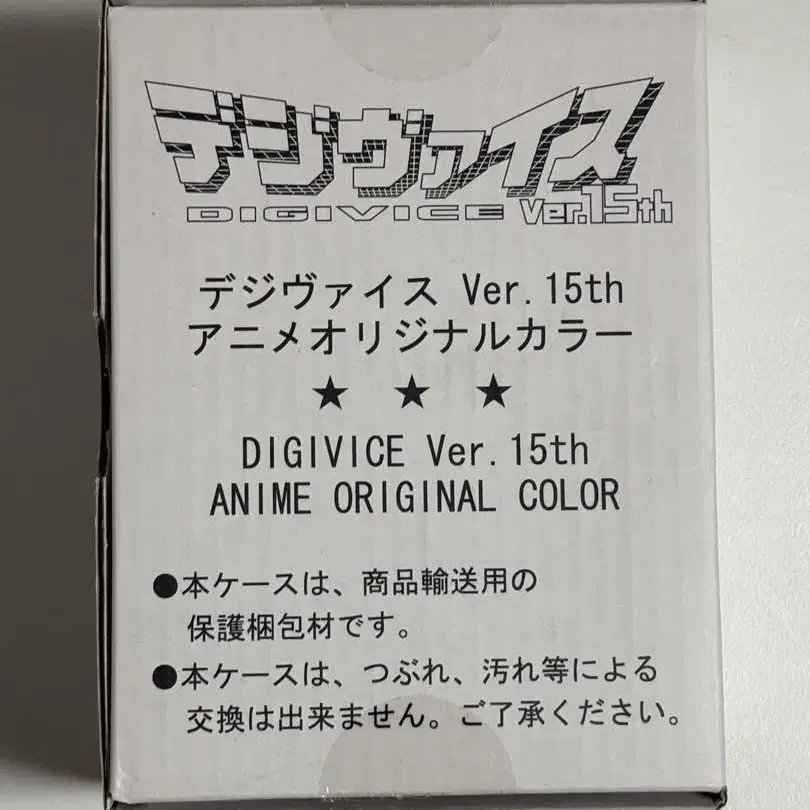 デジヴァイス
DIGIVICE Ver.15th
デジヴァイス Ver.15th
アニメオリジナルカラー
★ ★ ★
DIGIVICE Ver.15th
ANIME ORIGINAL COLOR
●本ケースは、商品輸送用の
保護梱包材です。
●本ケースは、つぶれ、汚れ等による
交換は出来ません。ご了承ください。